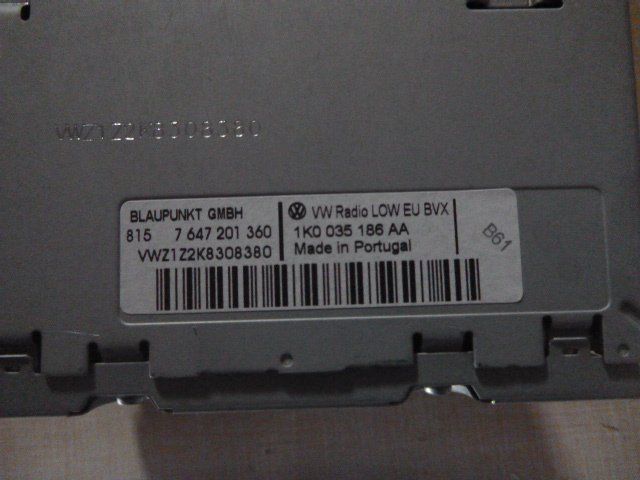 VWZ1Z2K8308380
BLAUPUNKT GMBH
815 7 647 201 360
VWZ1Z2K8308380
VW Radio LOW EU BVX
1K0 035 186 AA
Made in Portugal
B61